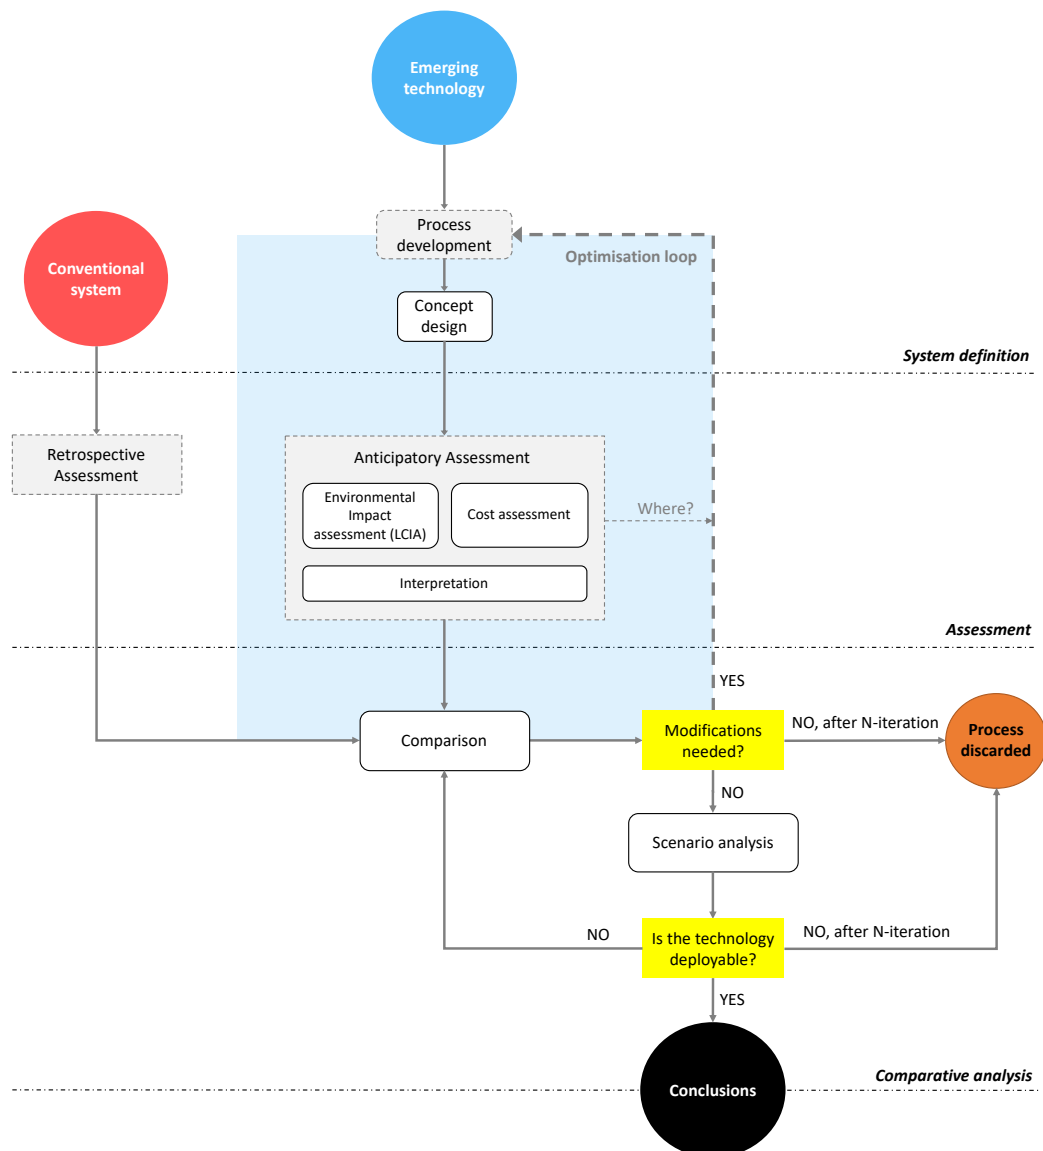 Emerging
technology
Process
development
Optimisation loop
Conventional
system
Concept
design
System definition
Retrospective
Assessment
Anticipatory Assessment
Environmental
Impact
assessment (LCIA)
Cost assessment
Where?
Interpretation
Assessment
YES
Comparison
Modifications
needed?
NO, after N-iteration
Process
discarded
NO
Scenario analysis
NO
Is the technology
deployable?
NO, after N-iteration
YES
Comparative analysis
Conclusions